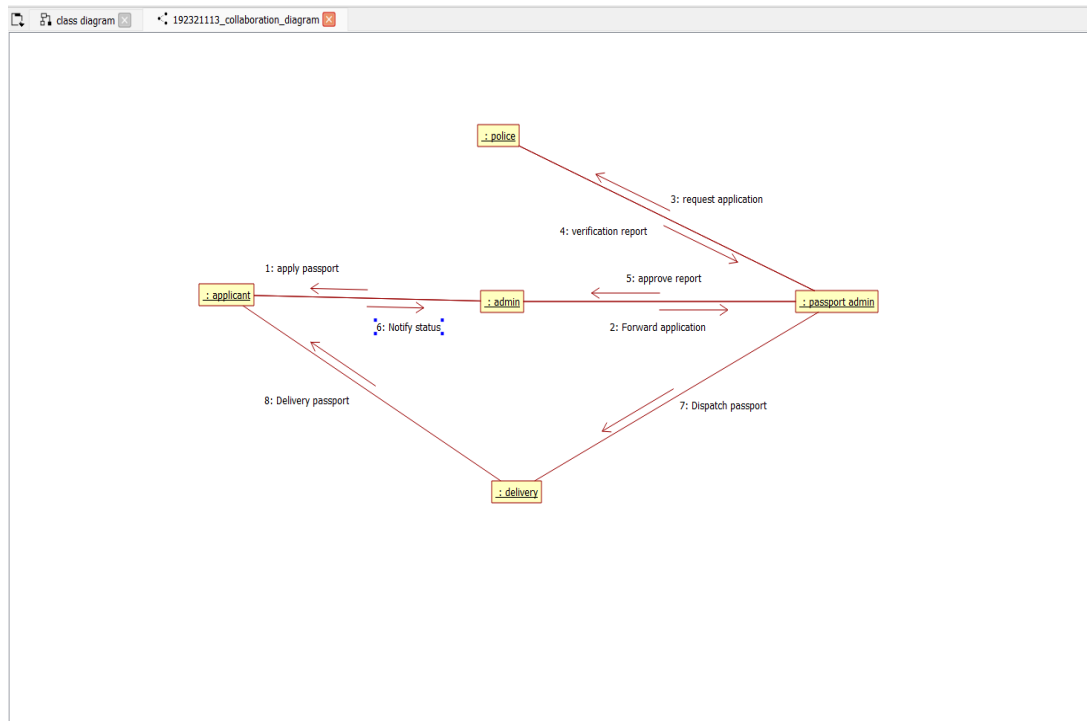 class diagram
192321113_collaboration_diagram
: police
3: request application
4: verification report
1: apply passport
5: approve report
: applicant
: admin
: passport admin
6: Notify status
2: Forward application
8: Delivery passport
7: Dispatch passport
: delivery